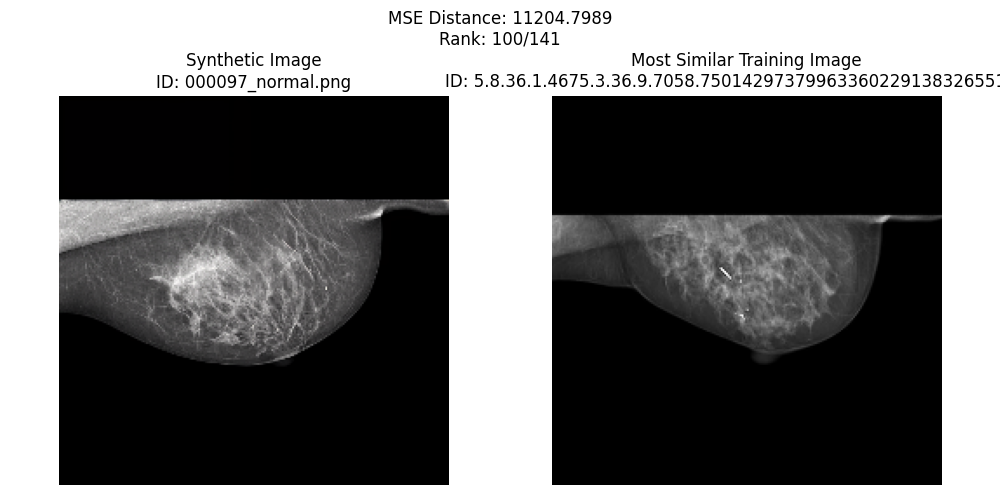 MSE Distance: 11204.7989
Rank: 100/141
Synthetic Image
ID: 000097_normal.png
Most Similar Training Image
ID: 5.8.36.1.4675.3.36.9.7058.75014297379963360229138326551